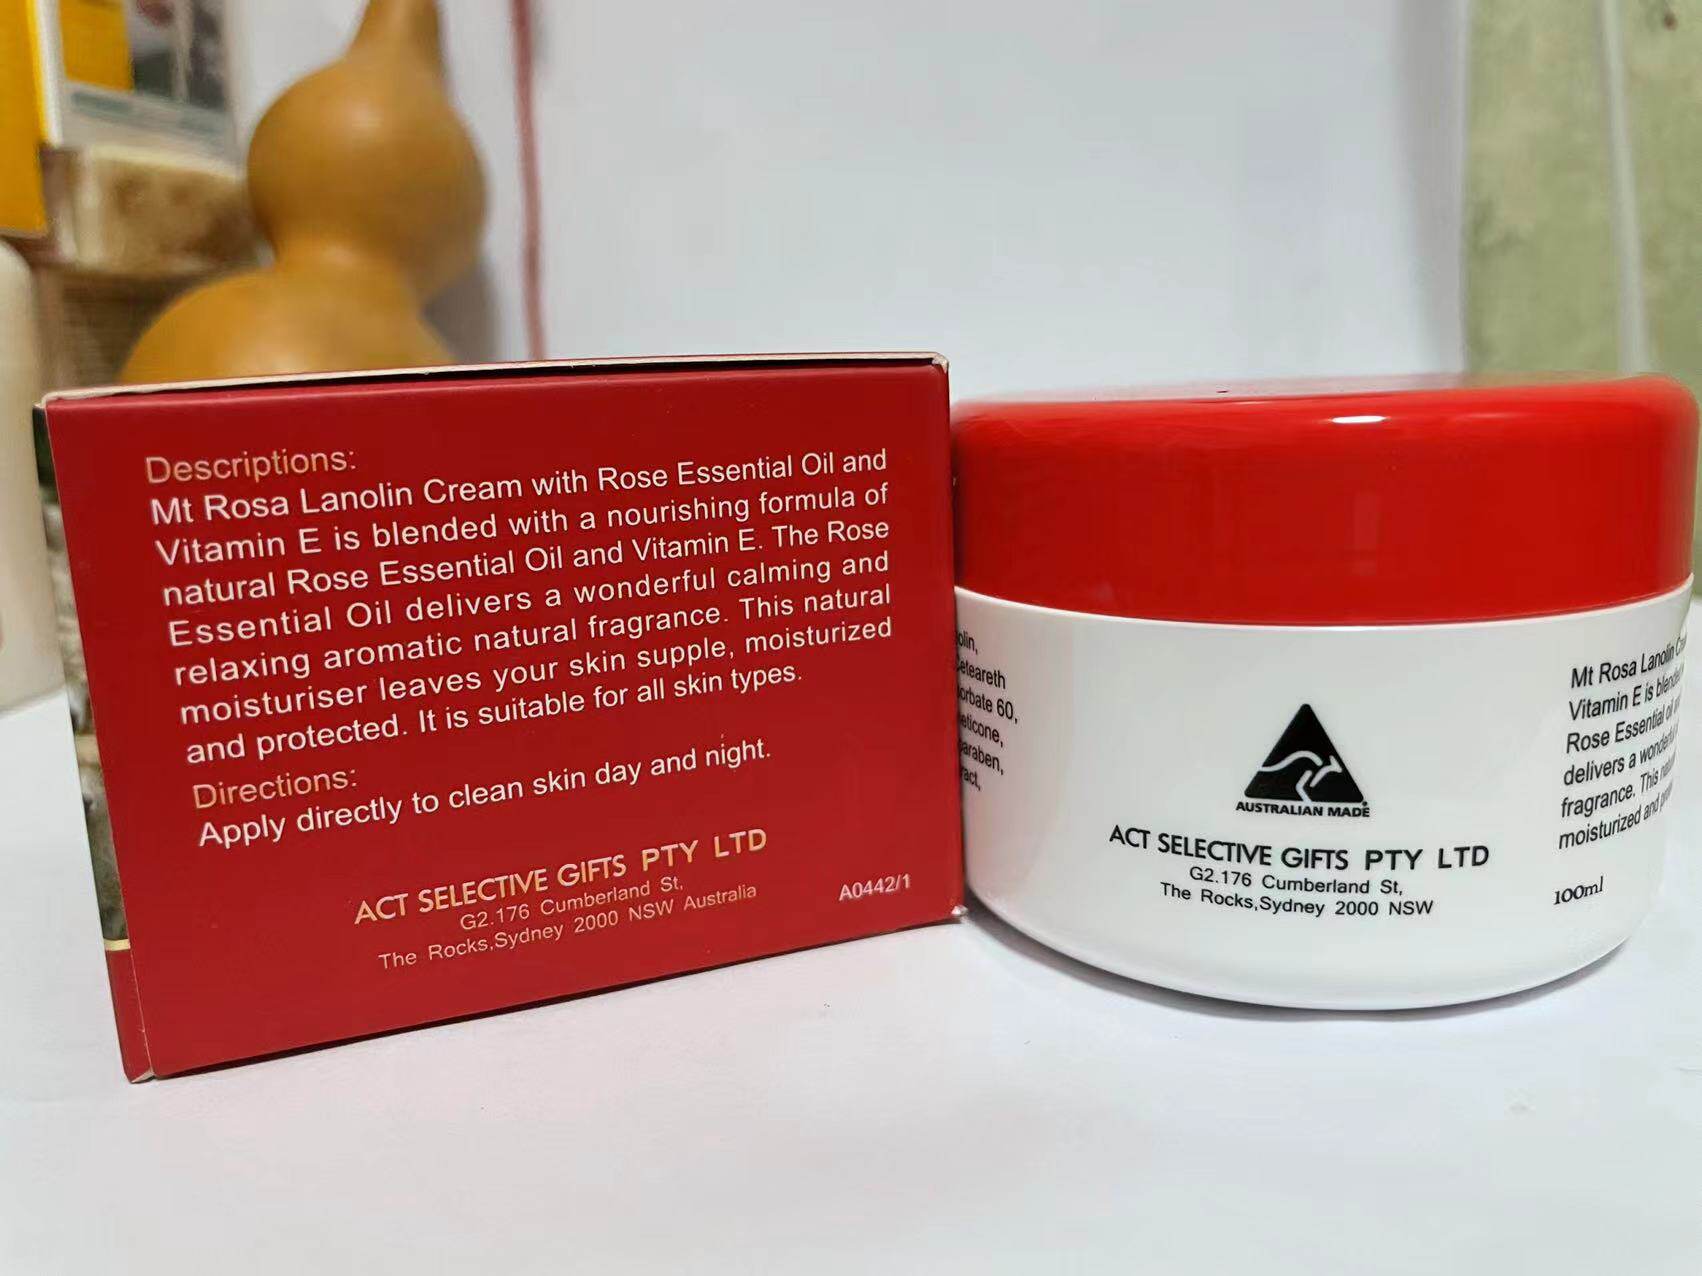 Descriptions:
Mt Rosa Lanolin Cream with Rose Essential Oil and
Vitamin E is blended with a nourishing formula of
natural Rose Essential Oil and Vitamin E. The Rose
Essential Oil delivers a wonderful calming and
relaxing aromatic natural fragrance. This natural
moisturiser leaves your skin supple, moisturized
and protected. It is suitable for all skin types.
Directions:
Apply directly to clean skin day and night.
ACT SELECTIVE GIFTS PTY LTD
G2.176 Cumberland St,
The Rocks,Sydney 2000 NSW Australia
A0442/1
60,
AUSTRALIAN MADE
ACT SELECTIVE GIFTS PTY LTD
G2.176 Cumberland St,
The Rocks,Sydney 2000 NSW
Mt Rosa Lanolin
Vitamin E is
Rose Essential oil
delivers a
fragrance. This
moisturized and
100ml